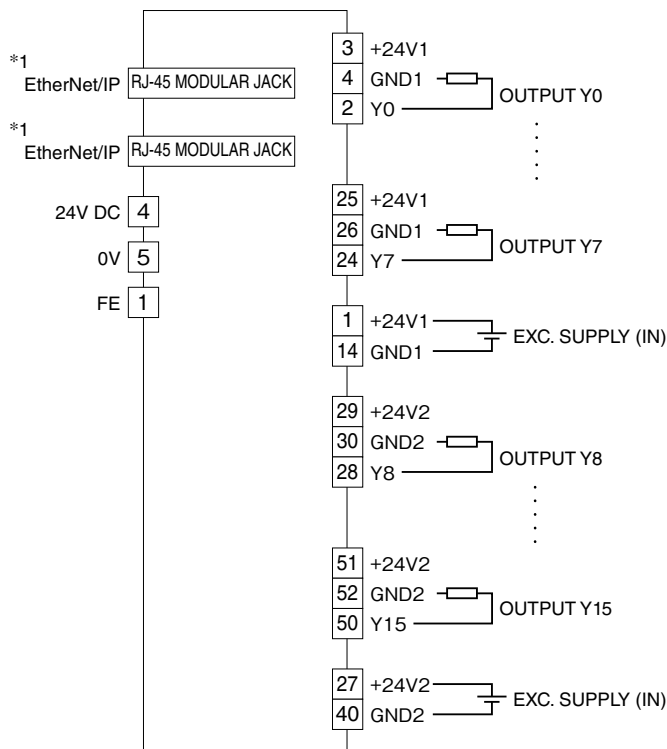 *1
EtherNet/IP RJ-45 MODULAR JACK
*1
EtherNet/IP RJ-45 MODULAR JACK
24V DC 4
0V 5
FE 1
3 +24V1
4 GND1
2 Y0
OUTPUT Y0
25 +24V1
26 GND1
24 Y7
OUTPUT Y7
1 +24V1
14 GND1
EXC. SUPPLY (IN)
29 +24V2
30 GND2
28 Y8
OUTPUT Y8
51 +24V2
52 GND2
50 Y15
OUTPUT Y15
27 +24V2
40 GND2
EXC. SUPPLY (IN)